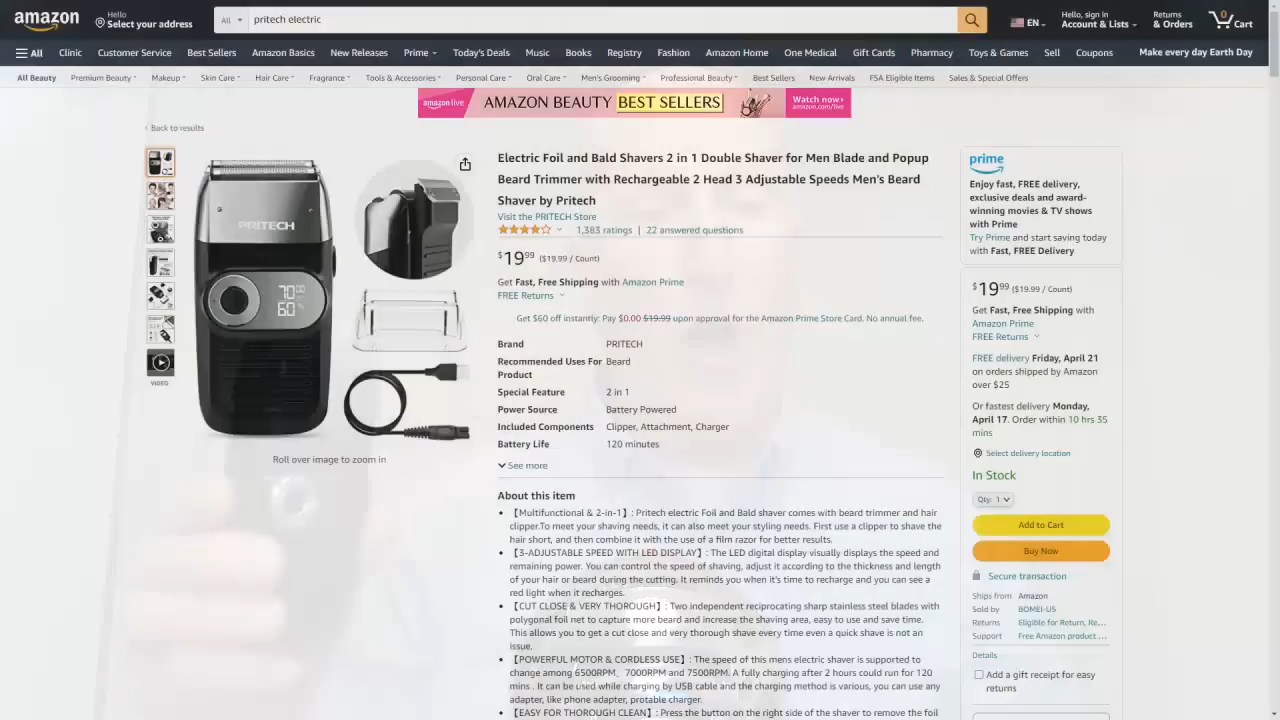 amazon
Hello
Select your address
All
pritech electric
EN
Hello, sign in
Account & Lists
Returns
& Orders
0
Cart
All
Clinic
Customer Service
Best Sellers
Amazon Basics
New Releases
Prime
Today's Deals
Music
Books
Registry
Fashion
Amazon Home
One Medical
Gift Cards
Pharmacy
Toys & Games
Sell
Coupons
Make every day Earth Day
All Beauty
Premium Beauty
Makeup
Skin Care
Hair Care
Fragrance
Tools & Accessories
Personal Care
Oral Care
Men's Grooming
Professional Beauty
Best Sellers
New Arrivals
FSA Eligible Items
Sales & Special Offers
amazon live
AMAZON BEAUTY BEST SELLERS
Watch now›
amazon.com/live
‹ Back to results
PRITECH
70
60
VIDEO
Roll over image to zoom in
Electric Foil and Bald Shavers 2 in 1 Double Shaver for Men Blade and Popup
Beard Trimmer with Rechargeable 2 Head 3 Adjustable Speeds Men's Beard
Shaver by Pritech
Visit the PRITECH Store
1,383 ratings | 22 answered questions
$19.99 ($19.99 / Count)
Get Fast, Free Shipping with Amazon Prime
FREE Returns
Get $60 off instantly: Pay $0.00 $19.99 upon approval for the Amazon Prime Store Card. No annual fee.
Brand PRITECH
Recommended Uses For Beard
Product
Special Feature 2 in 1
Power Source Battery Powered
Included Components Clipper, Attachment, Charger
Battery Life 120 minutes
See more
About this item
• 【Multifunctional & 2-in-1】: Pritech electric Foil and Bald shaver comes with beard trimmer and hair
clipper.To meet your shaving needs, it can also meet your styling needs. First use a clipper to shave the
hair short, and then combine it with the use of a film razor for better results.
• 【3-ADJUSTABLE SPEED WITH LED DISPLAY】: The LED digital display visually displays the speed and
remaining power. You can control the speed of shaving, adjust it according to the thickness and length
of your hair or beard during the cutting. It reminds you when it's time to recharge and you can see a
red light when it recharges.
• 【CUT CLOSE & VERY THOROUGH】: Two independent reciprocating sharp stainless steel blades with
polygonal foil net to capture more beard and increase the shaving area, easy to use and save time.
This allows you to get a cut close and very thorough shave every time even a quick shave is not an
issue.
• 【POWERFUL MOTOR & CORDLESS USE】: The speed of this mens electric shaver is supported to
change among 6500RPM、7000RPM and 7500RPM. A fully charging after 2 hours could run for 120
mins . It can be used while charging by USB cable and the charging method is various, you can use any
adapter, like phone adapter, protable charger.
• 【EASY FOR THOROUGH CLEAN】: Press the button on the right side of the shaver to remove the foil
prime
Enjoy fast, FREE delivery,
exclusive deals and award-
winning movies & TV shows
with Prime
Try Prime and start saving today
with Fast, FREE Delivery
$19.99 ($19.99 / Count)
Get Fast, Free Shipping with
Amazon Prime
FREE Returns
FREE delivery Friday, April 21
on orders shipped by Amazon
over $25
Or fastest delivery Monday,
April 17. Order within 10 hrs 35
mins
Select delivery location
In Stock
Qty: 1
Add to Cart
Buy Now
Secure transaction
Ships from Amazon
Sold by BOMEI-US
Returns Eligible for Return, Re...
Support Free Amazon product ...
Details
Add a gift receipt for easy
returns